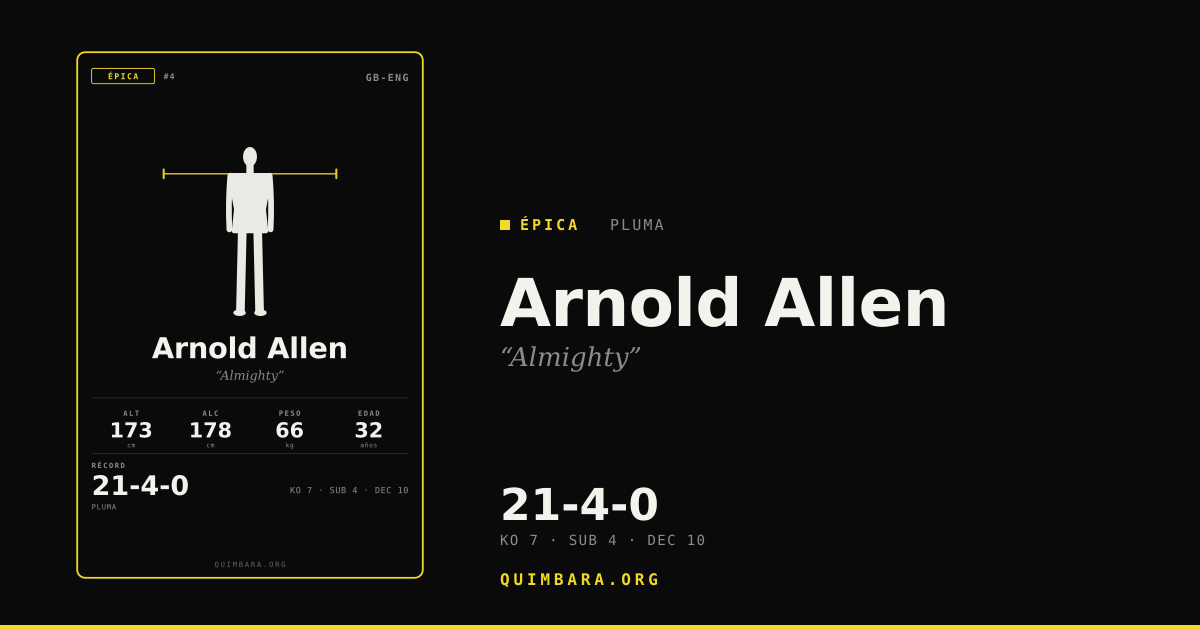 ÉPICA #4 GB-ENG
Arnold Allen
“Almighty”
ALT ALC PESO EDAD
173 178 66 32
cm cm kg años
RÉCORD
21-4-0 KO 7 · SUB 4 · DEC 10
PLUMA
QUIMBARA.ORG
ÉPICA PLUMA
Arnold Allen
“Almighty”
21-4-0
KO 7 · SUB 4 · DEC 10
QUIMBARA.ORG